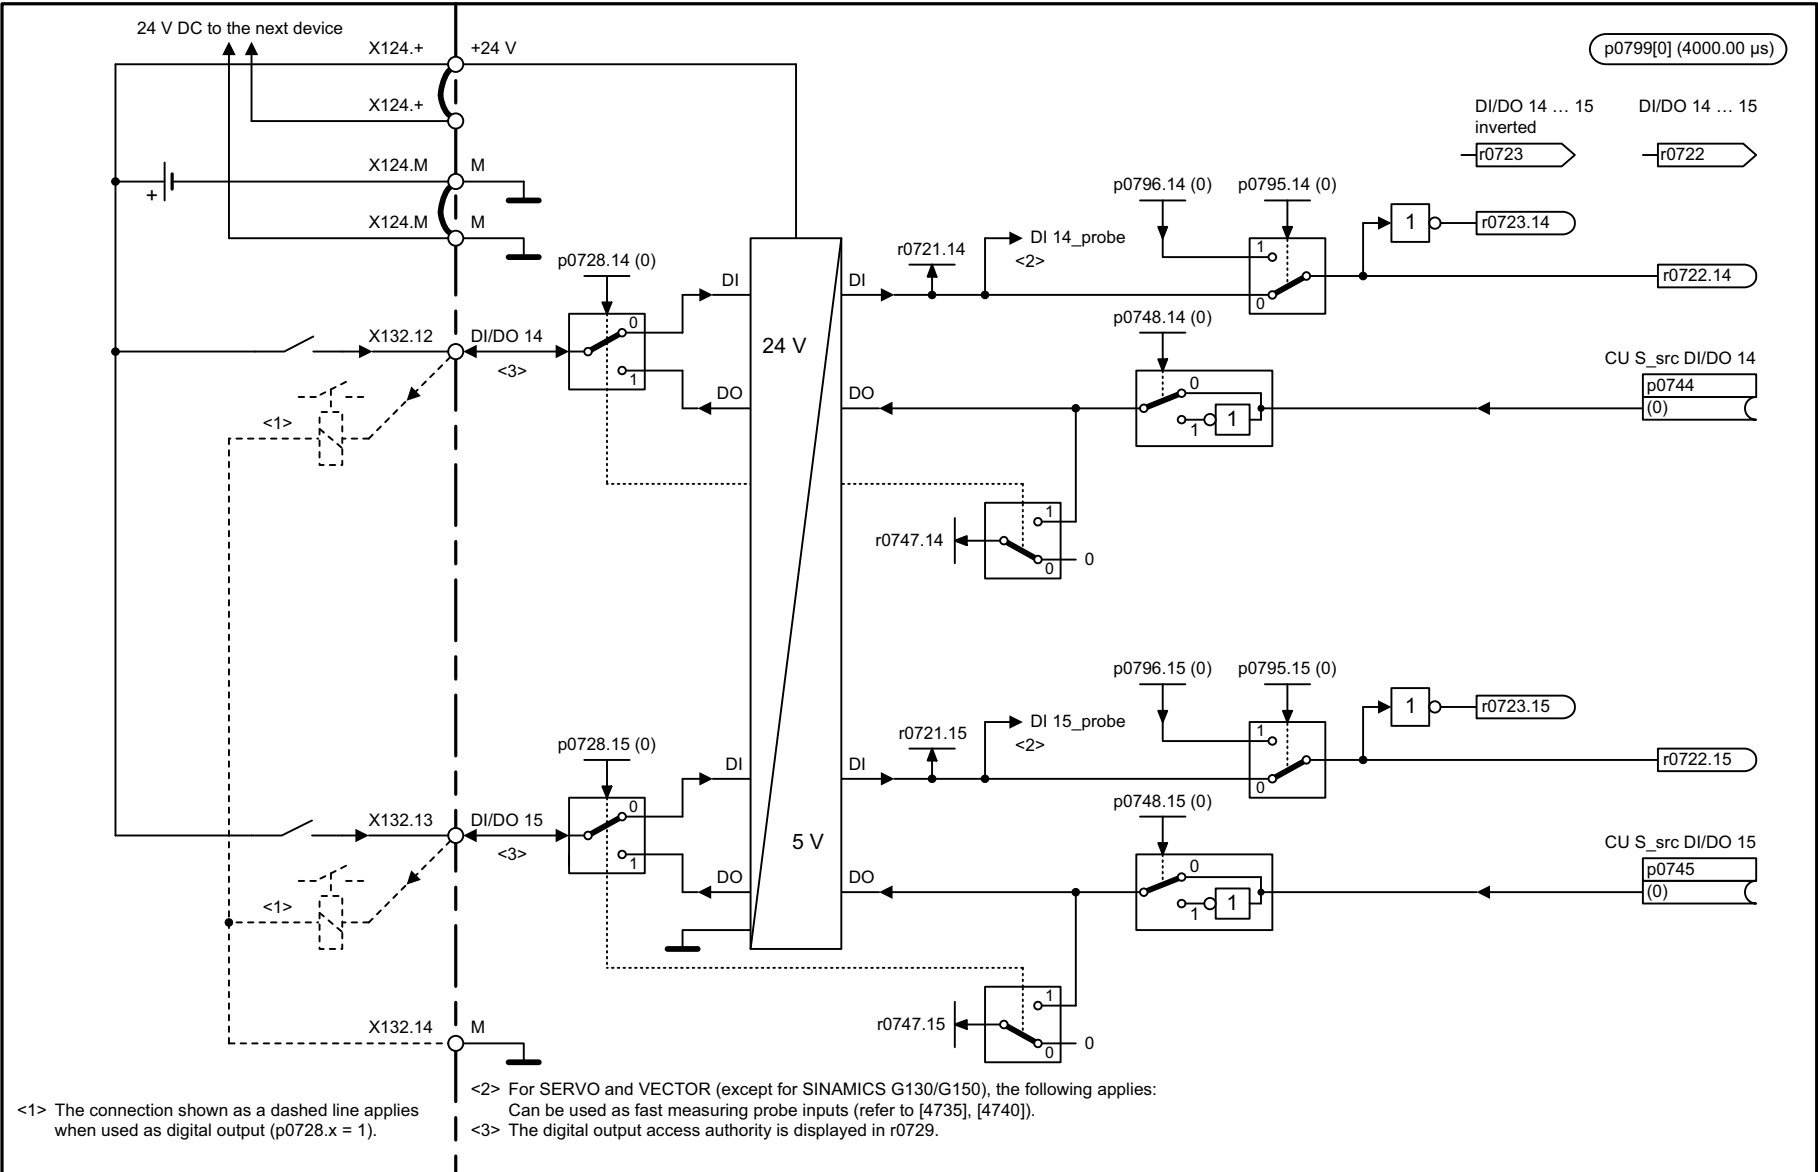 24 V DC to the next device
X124.+
+24 V
p0799[0] (4000.00 µs)
X124.+
DI/DO 14 … 15
inverted
DI/DO 14 … 15
r0723
r0722
X124.M
M
+
X124.M
M
p0796.14 (0)
p0795.14 (0)
1
r0723.14
DI 14_probe
<2>
r0721.14
1
0
r0722.14
p0728.14 (0)
DI
DI
p0748.14 (0)
X132.12
DI/DO 14
<3>
0
1
24 V
CU S_src DI/DO 14
p0744
(0)
DO
DO
0
1
1
<1>
r0747.14
1
0
0
p0796.15 (0)
p0795.15 (0)
1
r0723.15
DI 15_probe
<2>
r0721.15
1
0
r0722.15
p0728.15 (0)
DI
DI
p0748.15 (0)
X132.13
DI/DO 15
<3>
0
1
5 V
CU S_src DI/DO 15
p0745
(0)
DO
DO
0
1
1
<1>
r0747.15
1
0
0
X132.14
M
<1> The connection shown as a dashed line applies
when used as digital output (p0728.x = 1).
<2> For SERVO and VECTOR (except for SINAMICS G130/G150), the following applies:
Can be used as fast measuring probe inputs (refer to [4735], [4740]).
<3> The digital output access authority is displayed in r0729.